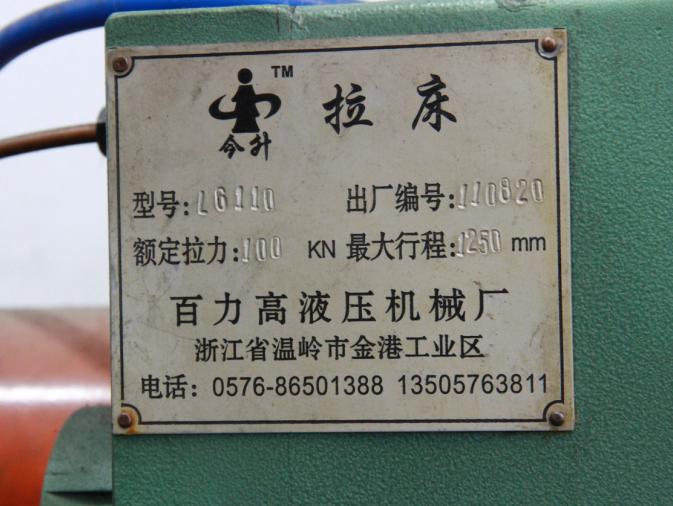 TM
今升
拉床
型号: L6110 出厂编号: 110820
额定拉力: 100 KN 最大行程: 1250 mm
百力高液压机械厂
浙江省温岭市金港工业区
电话: 0576-86501388 13505763811